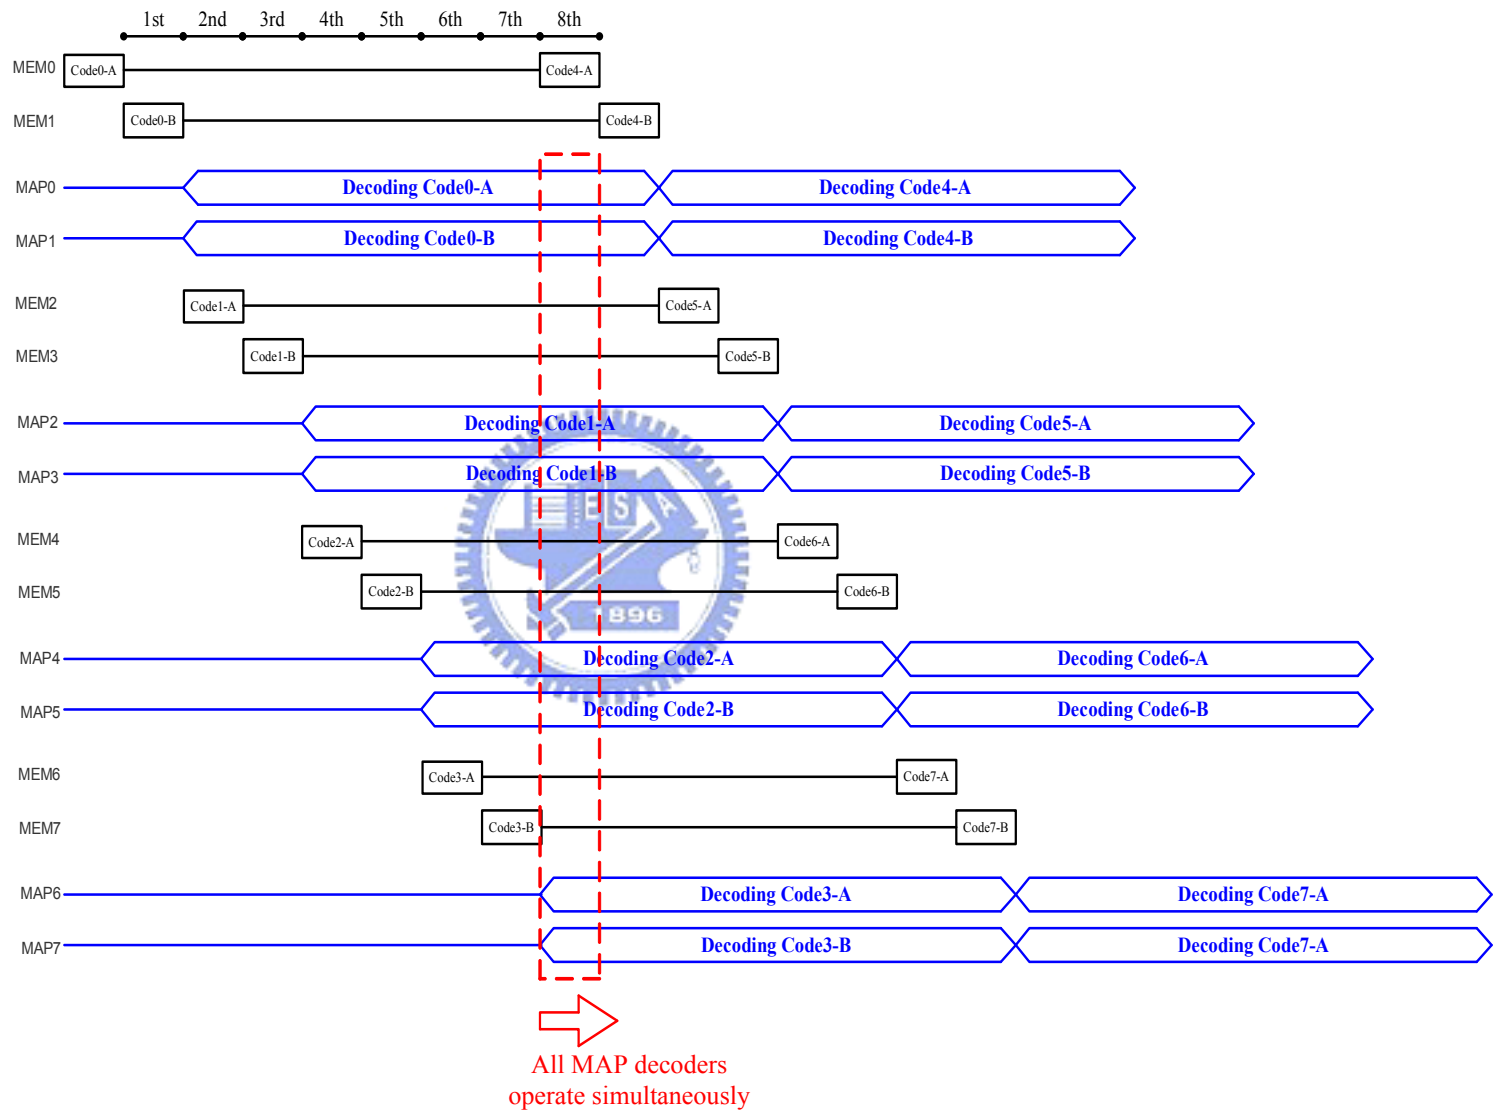 1st 2nd 3rd 4th 5th 6th 7th 8th
MEM0 Code0-A Code4-A
MEM1 Code0-B Code4-B
MAP0 Decoding Code0-A Decoding Code4-A
MAP1 Decoding Code0-B Decoding Code4-B
MEM2 Code1-A Code5-A
MEM3 Code1-B Code5-B
MAP2 Decoding Code1-A Decoding Code5-A
MAP3 Decoding Code1-B Decoding Code5-B
ES A
MEM4 Code2-A Code6-A
MEM5 Code2-B Code6-B
1896
MAP4 Decoding Code2-A Decoding Code6-A
MAP5 Decoding Code2-B Decoding Code6-B
MEM6 Code3-A Code7-A
MEM7 Code3-B Code7-B
MAP6 Decoding Code3-A Decoding Code7-A
MAP7 Decoding Code3-B Decoding Code7-A
All MAP decoders
operate simultaneously